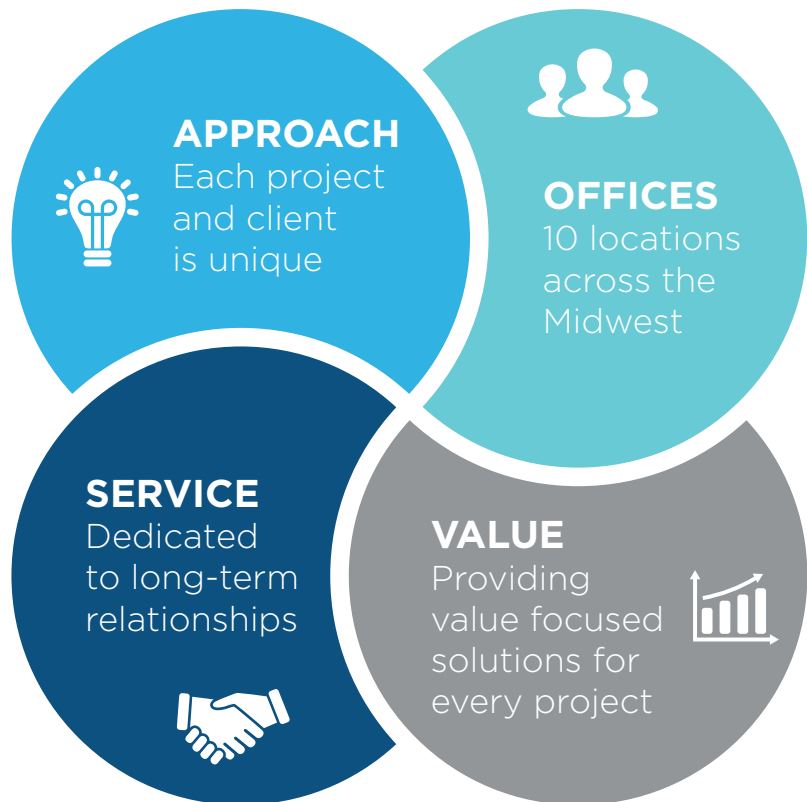 APPROACH
Each project
and client
is unique
OFFICES
10 locations
across the
Midwest
SERVICE
Dedicated
to long-term
relationships
VALUE
Providing
value focused
solutions for
every project